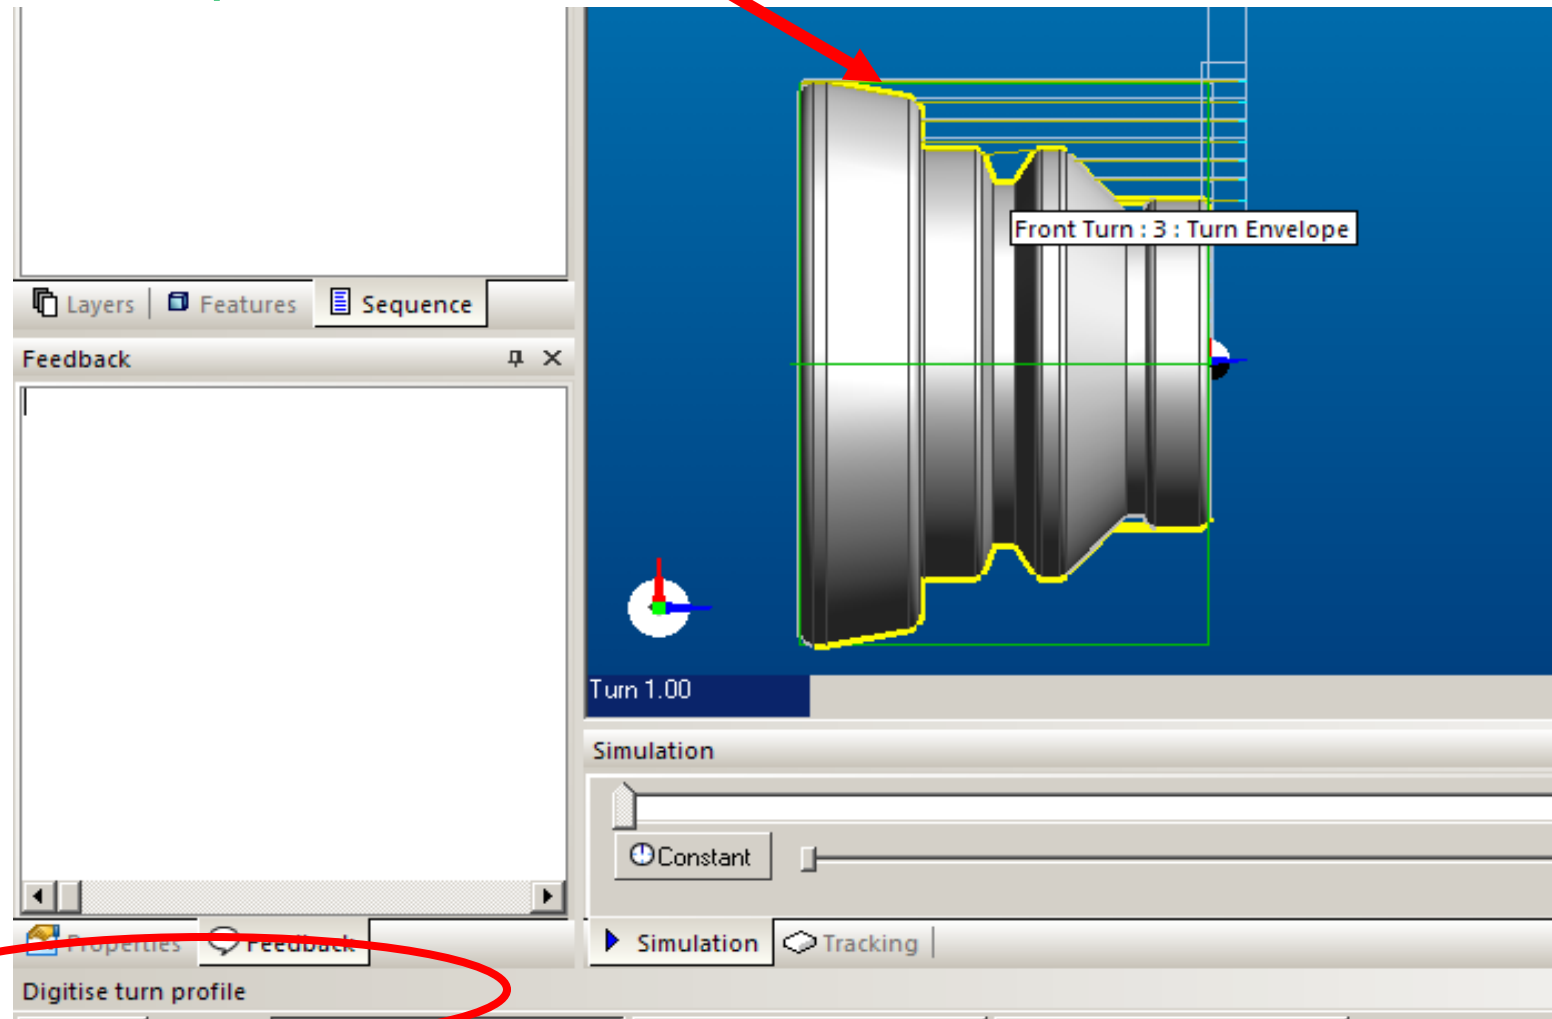 Front Turn : 3 : Turn Envelope
Layers Features Sequence
Feedback
Turn 1.00
Simulation
Constant
Properties Feedback
Simulation Tracking
Digitise turn profile